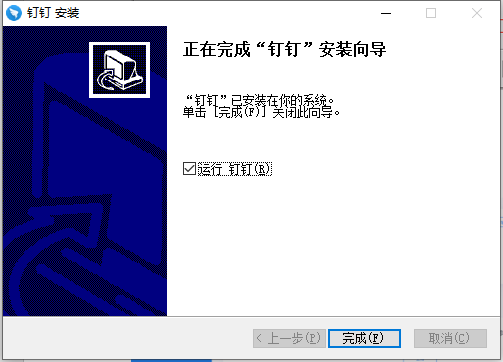 钉钉 安装
正在完成“钉钉”安装向导
“钉钉”已安装在你的系统。
单击 [完成(F)] 关闭此向导。
运行 钉钉(R)
< 上一步(P)
完成(F)
取消(C)